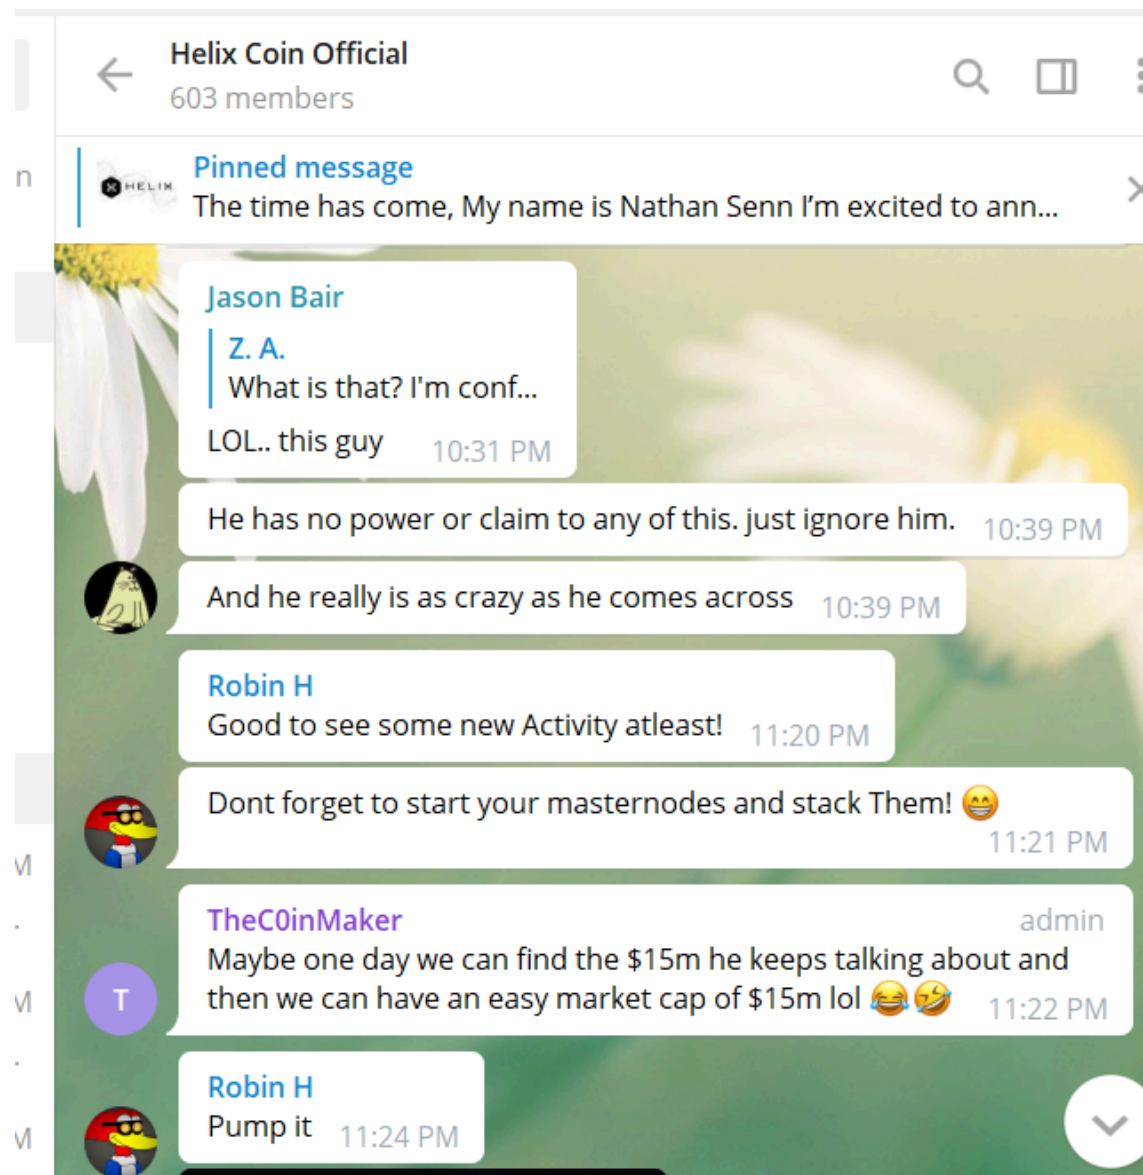 Helix Coin Official
603 members
n
Pinned message
HELIX
The time has come, My name is Nathan Senn I'm excited to ann...
Jason Bair
Z. A.
What is that? I'm conf...
LOL.. this guy 10:31 PM
He has no power or claim to any of this. just ignore him. 10:39 PM
And he really is as crazy as he comes across 10:39 PM
Robin H
Good to see some new Activity atleast! 11:20 PM
Dont forget to start your masternodes and stack Them! 😁
11:21 PM
M
TheC0inMaker admin
Maybe one day we can find the $15m he keeps talking about and
then we can have an easy market cap of $15m lol 😂🤣 11:22 PM
T
M
Robin H
Pump it 11:24 PM
M